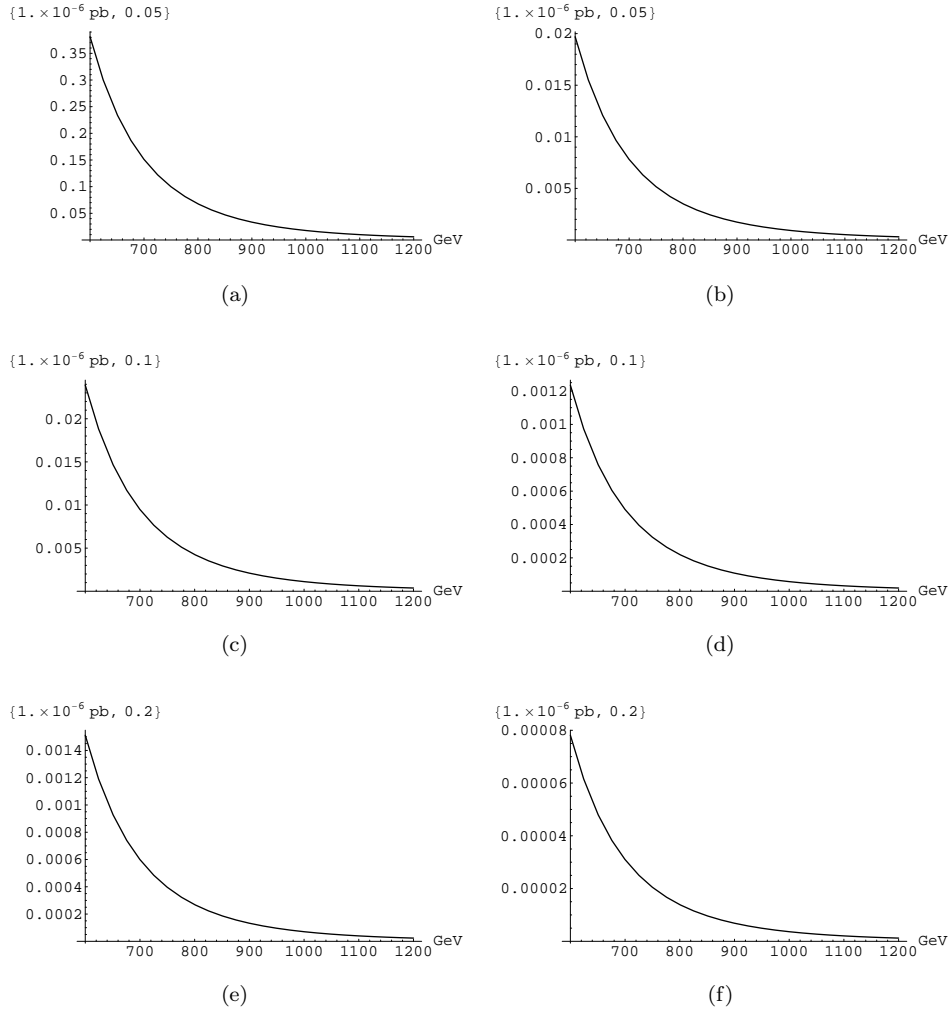 {1. × 10⁻⁶ pb, 0.05}
0.35
0.3
0.25
0.2
0.15
0.1
0.05
700 800 900 1000 1100 1200 GeV
(a)
{1. × 10⁻⁶ pb, 0.05}
0.02
0.015
0.01
0.005
700 800 900 1000 1100 1200 GeV
(b)
{1. × 10⁻⁶ pb, 0.1}
0.02
0.015
0.01
0.005
700 800 900 1000 1100 1200 GeV
(c)
{1. × 10⁻⁶ pb, 0.1}
0.0012
0.001
0.0008
0.0006
0.0004
0.0002
700 800 900 1000 1100 1200 GeV
(d)
{1. × 10⁻⁶ pb, 0.2}
0.0014
0.0012
0.001
0.0008
0.0006
0.0004
0.0002
700 800 900 1000 1100 1200 GeV
(e)
{1. × 10⁻⁶ pb, 0.2}
0.00008
0.00006
0.00004
0.00002
700 800 900 1000 1100 1200 GeV
(f)